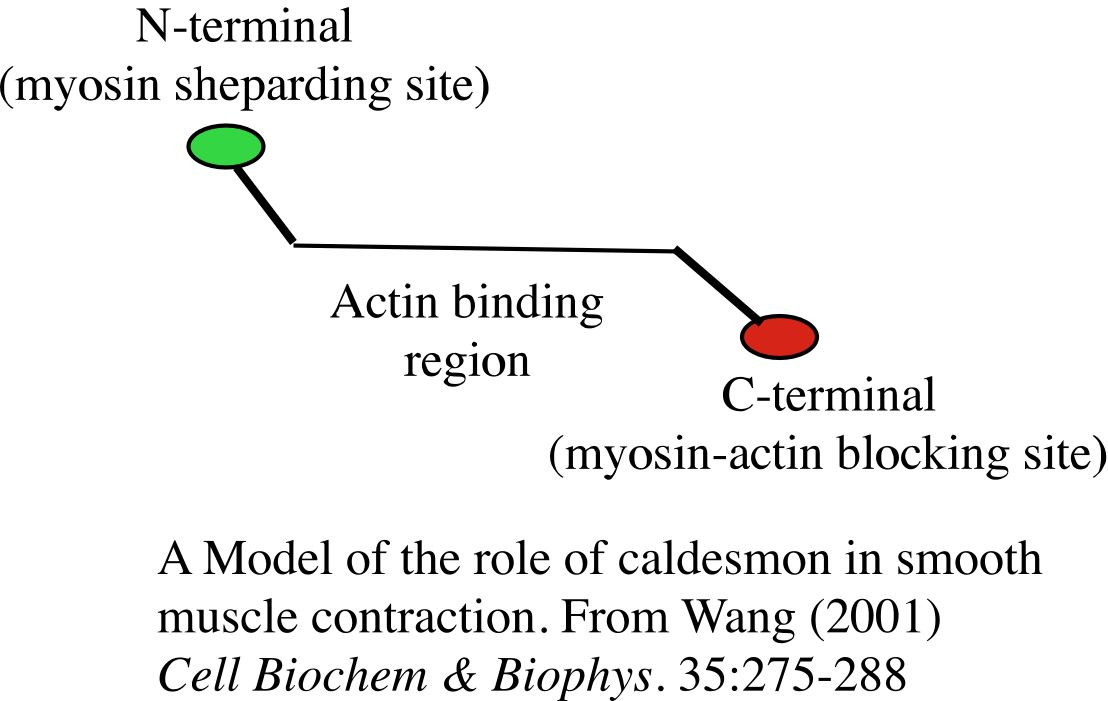 N-terminal
(myosin sheparding site)
Actin binding
region
C-terminal
(myosin-actin blocking site)
A Model of the role of caldesmon in smooth
muscle contraction. From Wang (2001)
Cell Biochem & Biophys. 35:275-288